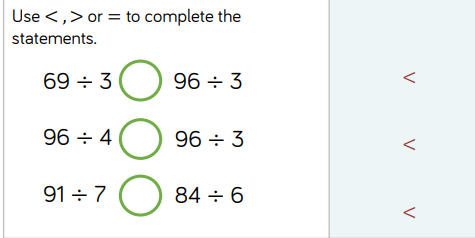 Use < , > or = to complete the
statements.
69 ÷ 3 96 ÷ 3 <
96 ÷ 4 96 ÷ 3 <
91 ÷ 7 84 ÷ 6 <